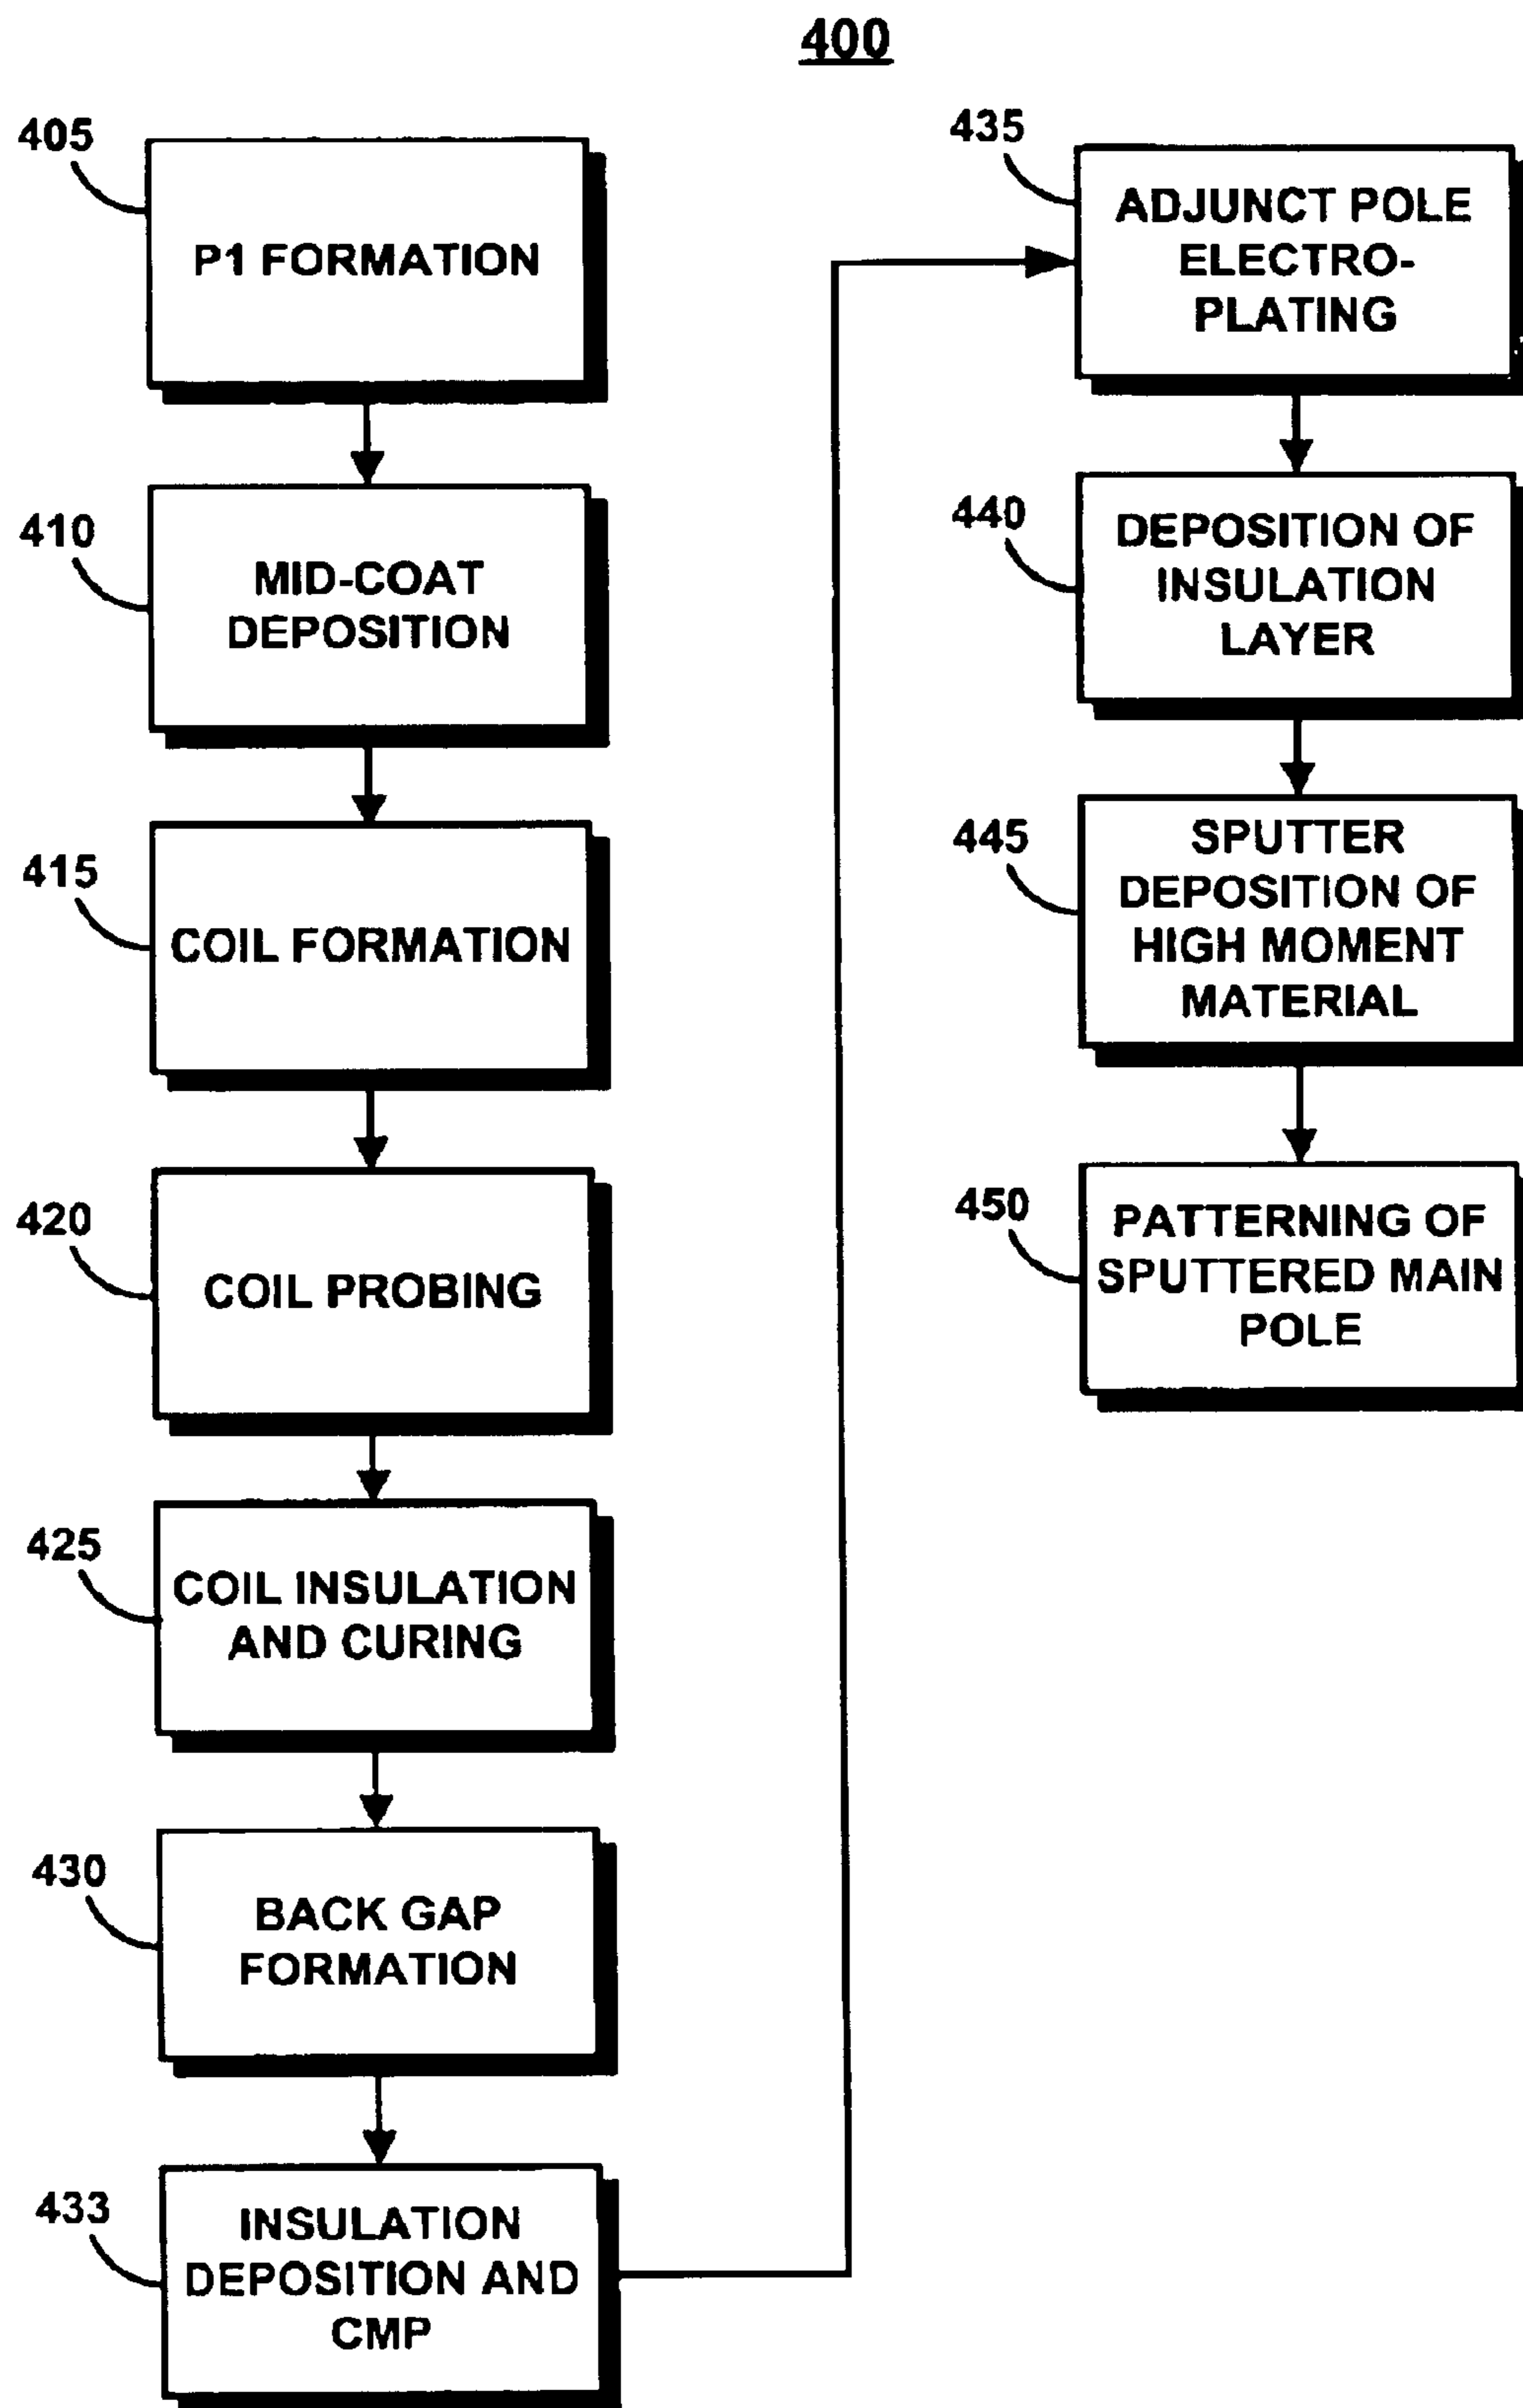 400
405
P1 FORMATION
410
MID-COAT
DEPOSITION
415
COIL FORMATION
420
COIL PROBING
425
COIL INSULATION
AND CURING
430
BACK GAP
FORMATION
433
INSULATION
DEPOSITION AND
CMP
435
ADJUNCT POLE
ELECTRO-
PLATING
440
DEPOSITION OF
INSULATION
LAYER
445
SPUTTER
DEPOSITION OF
HIGH MOMENT
MATERIAL
450
PATTERNING OF
SPUTTERED MAIN
POLE